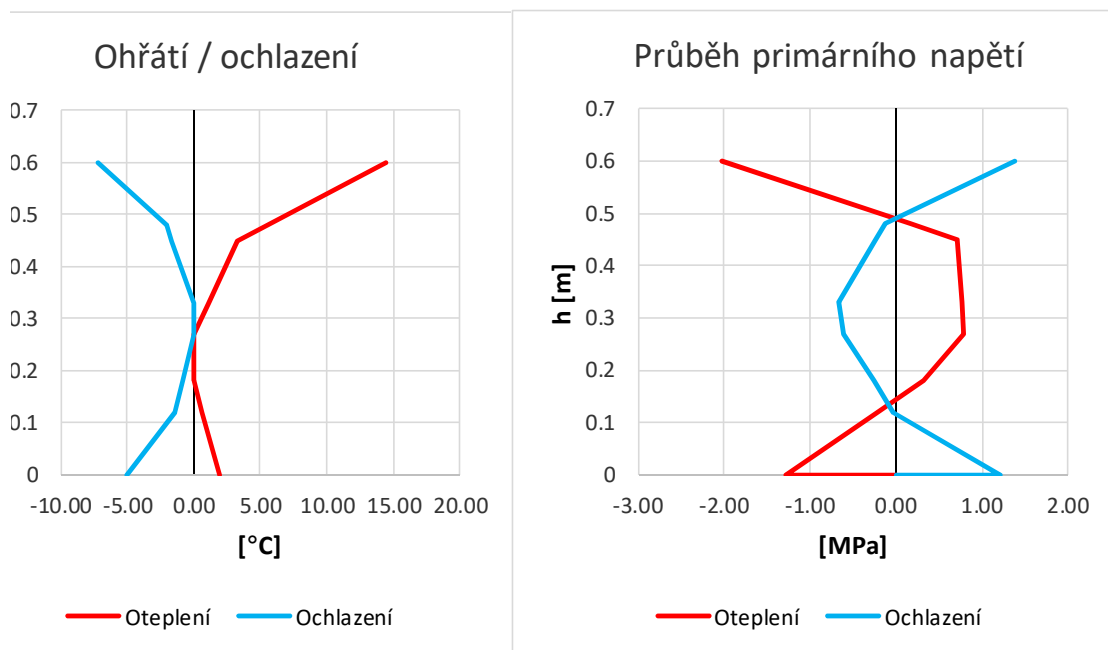 Ohřátí / ochlazení
0.7
0.6
0.5
0.4
0.3
0.2
0.1
0
-10.00 -5.00 0.00 5.00 10.00 15.00 20.00
[°C]
Oteplení Ochlazení
Průběh primárního napětí
h [m]
0.7
0.6
0.5
0.4
0.3
0.2
0.1
0
-3.00 -2.00 -1.00 0.00 1.00 2.00
[MPa]
Oteplení Ochlazení